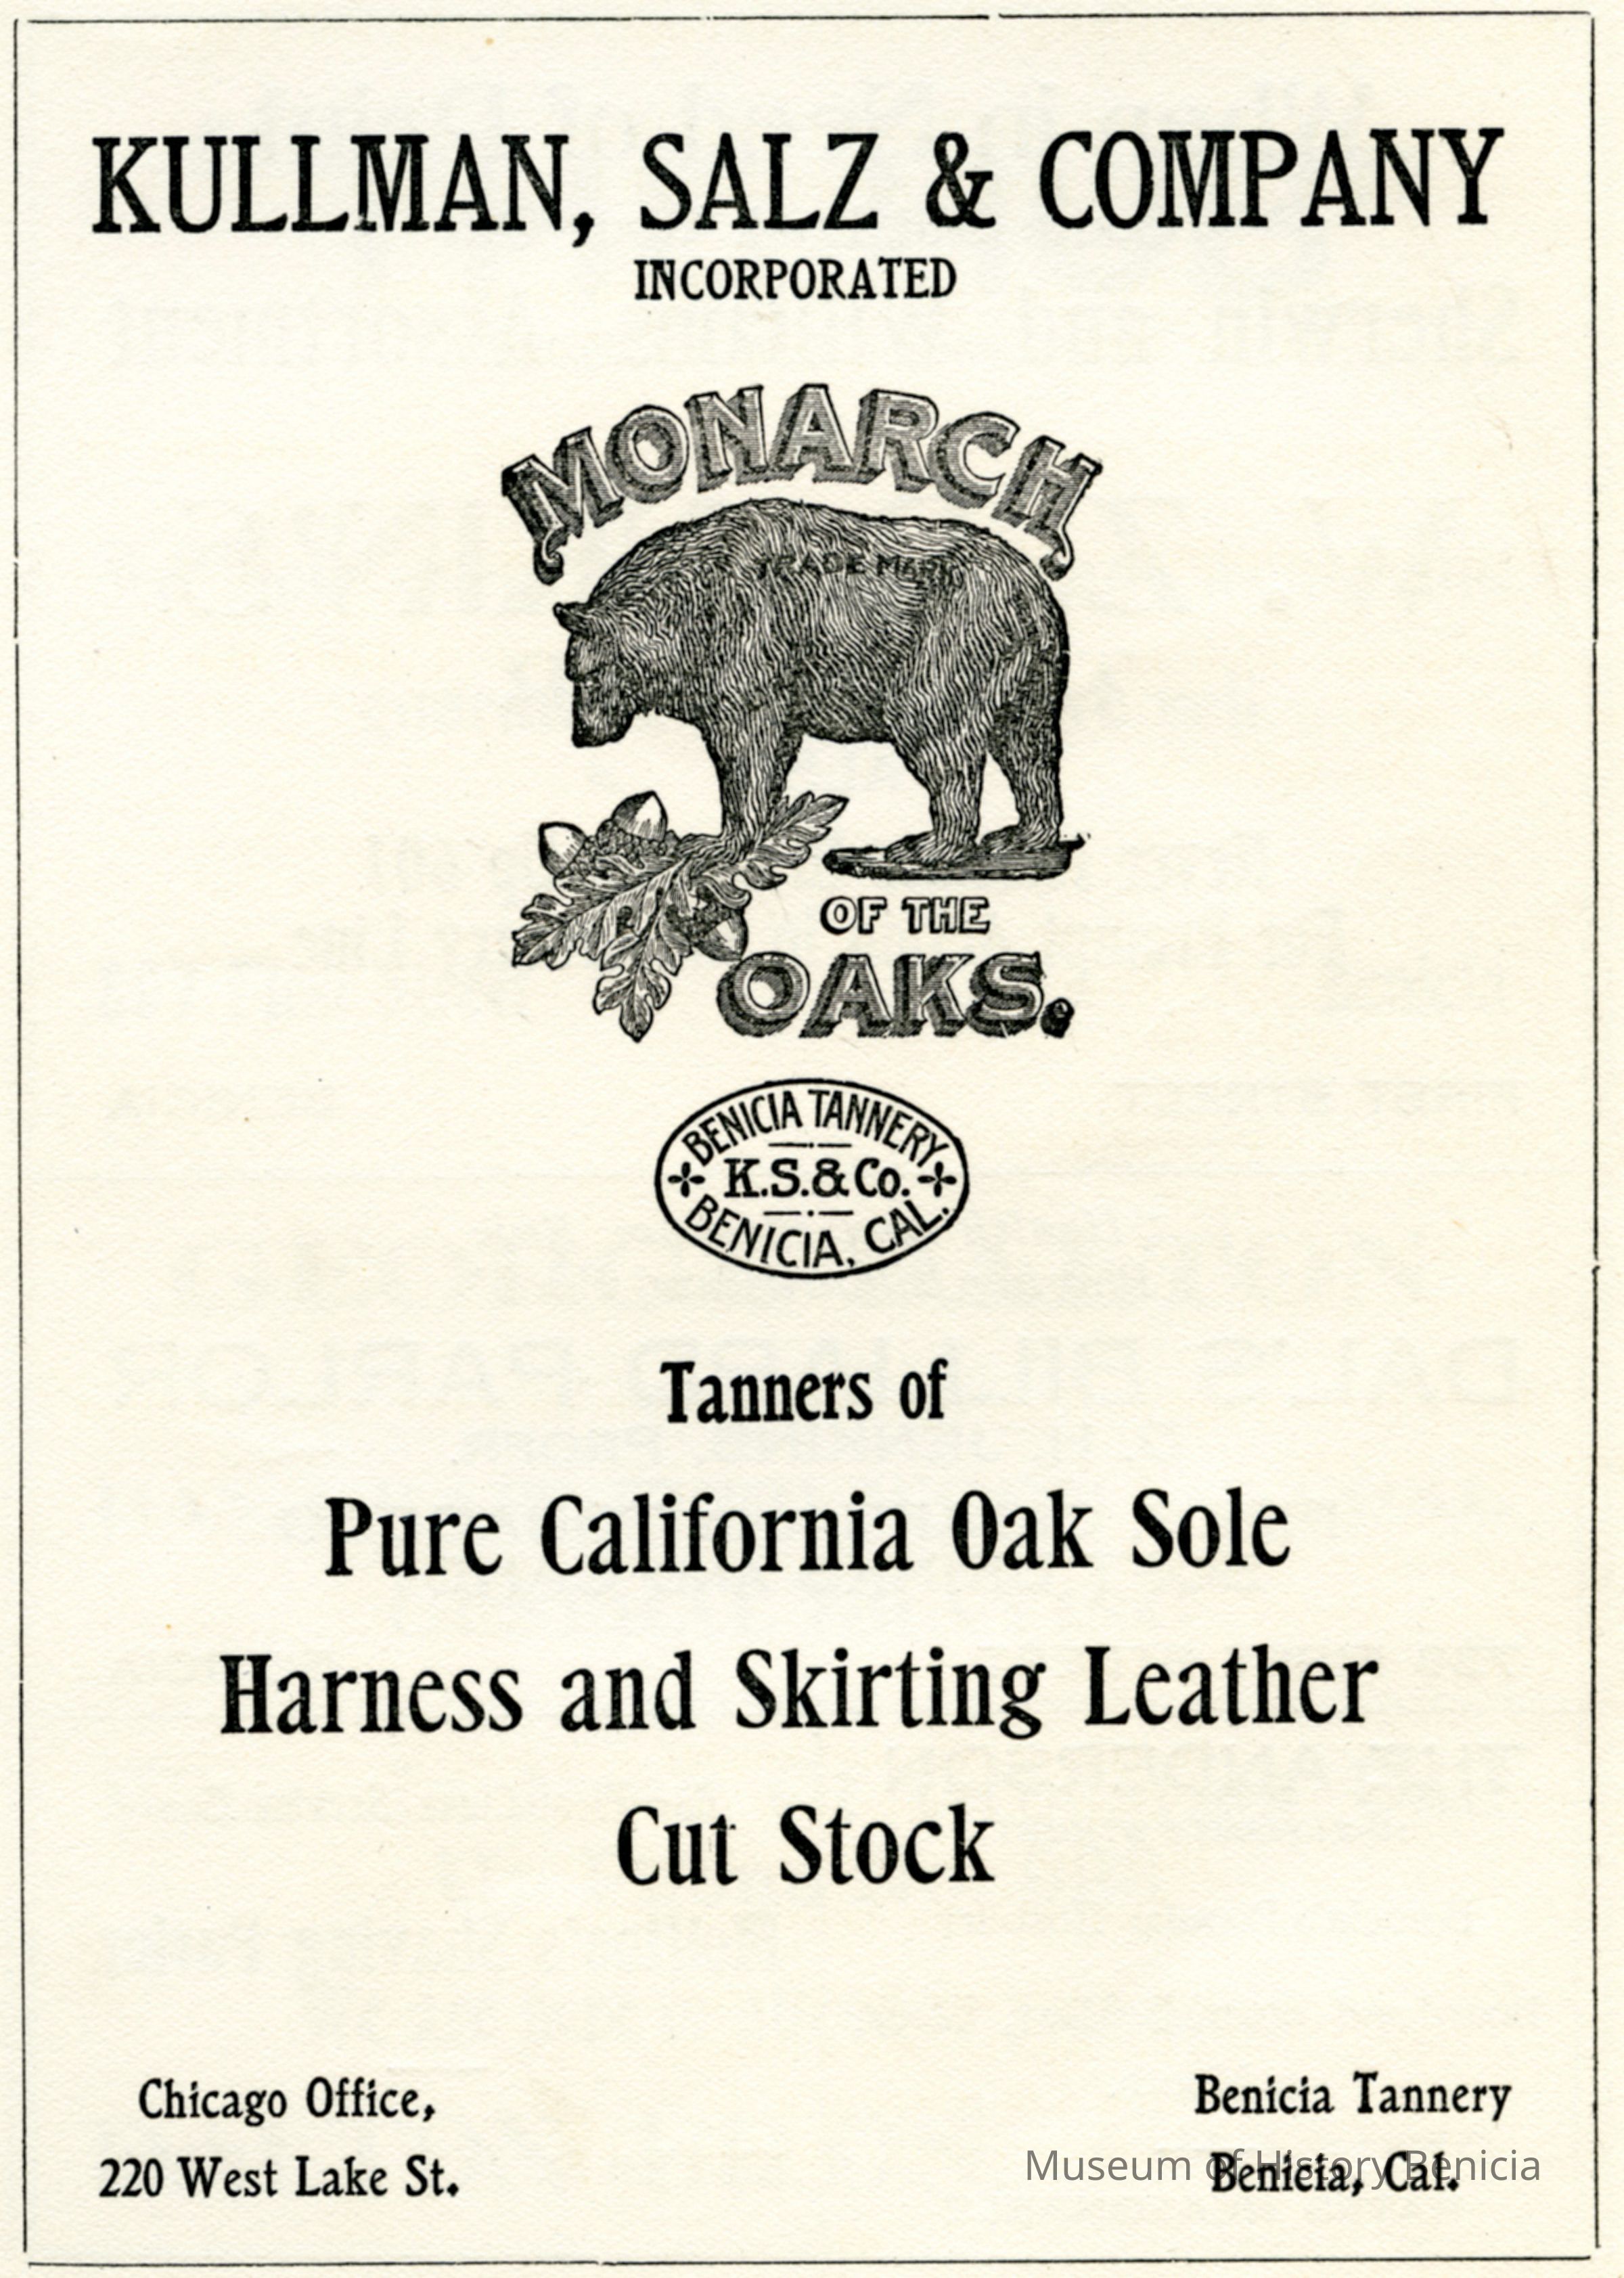 KULLMAN, SALZ & COMPANY
INCORPORATED
MONARCH
TRADE MARK
OF THE
OAKS.
BENICIA TANNERY
K.S.&Co.
BENICIA, CAL.
Tanners of
Pure California Oak Sole
Harness and Skirting Leather
Cut Stock
Chicago Office,
220 West Lake St.
Benicia Tannery
Benicia, Cal.
Museum of History Benicia